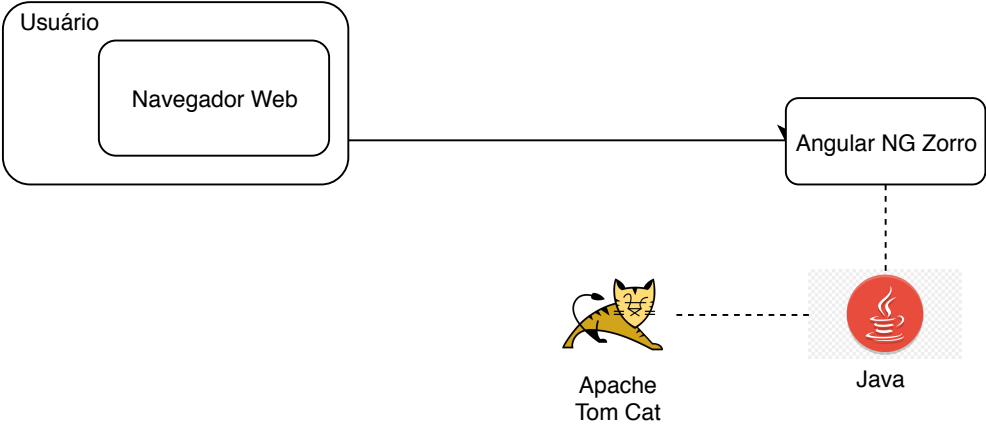 Usuário
Navegador Web
Angular NG Zorro
Apache
Tom Cat
Java